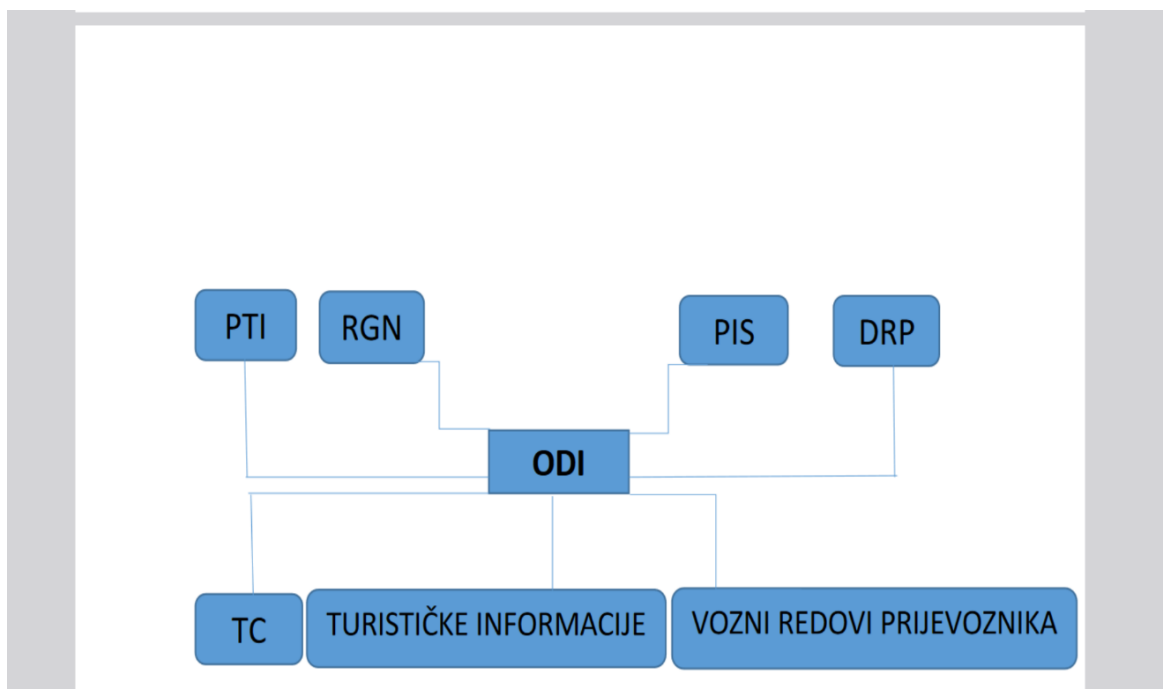 PTI
RGN
PIS
DRP
ODI
TC
TURISTIČKE INFORMACIJE
VOZNI REDOVI PRIJEVOZNIKA